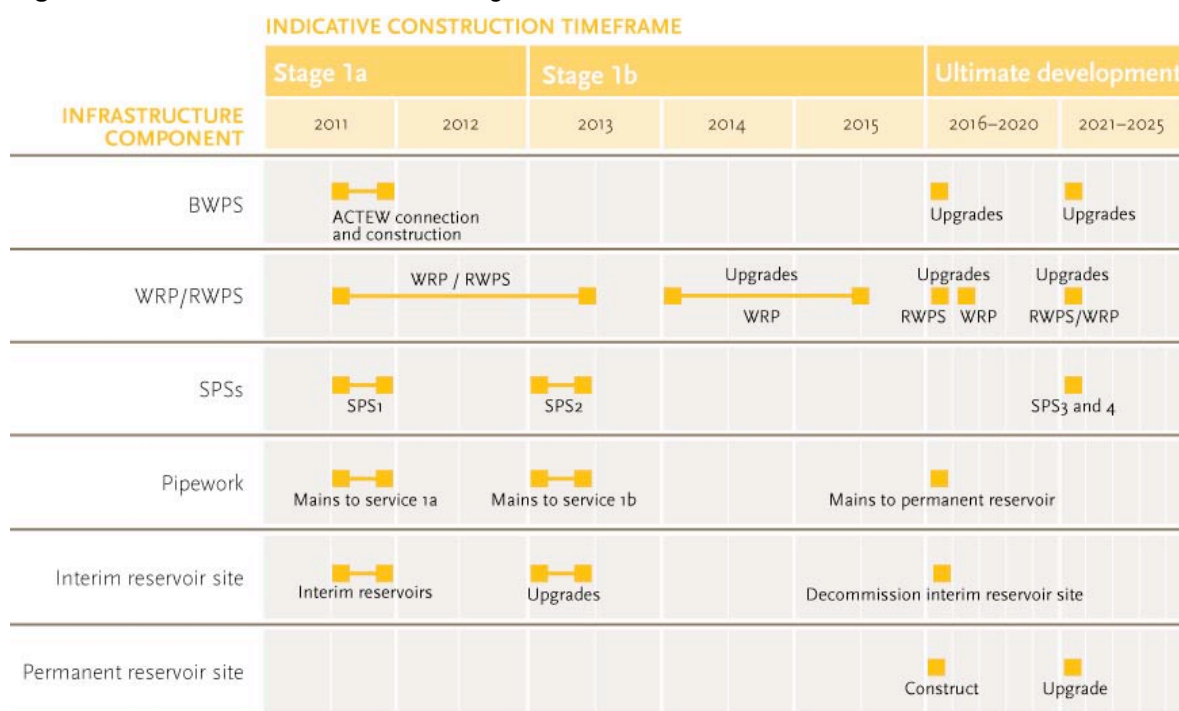 INDICATIVE CONSTRUCTION TIMEFRAME
Stage 1a Stage 1b Ultimate development
INFRASTRUCTURE
COMPONENT
2011 2012 2013 2014 2015 2016–2020 2021–2025
BWPS
ACTEW connection
and construction
Upgrades Upgrades
WRP/RWPS
WRP / RWPS Upgrades Upgrades Upgrades
WRP RWPS WRP RWPS/WRP
SPSs
SPS1 SPS2 SPS3 and 4
Pipework
Mains to service 1a Mains to service 1b Mains to permanent reservoir
Interim reservoir site
Interim reservoirs Upgrades Decommission interim reservoir site
Permanent reservoir site
Construct Upgrade